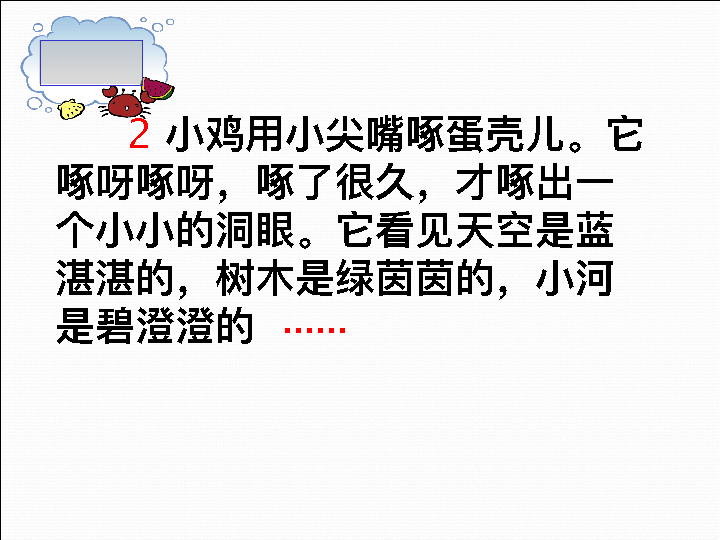 2 小鸡用小尖嘴啄蛋壳儿。它
啄呀啄呀，啄了很久，才啄出一
个小小的洞眼。它看见天空是蓝
湛湛的，树木是绿茵茵的，小河
是碧澄澄的 ……